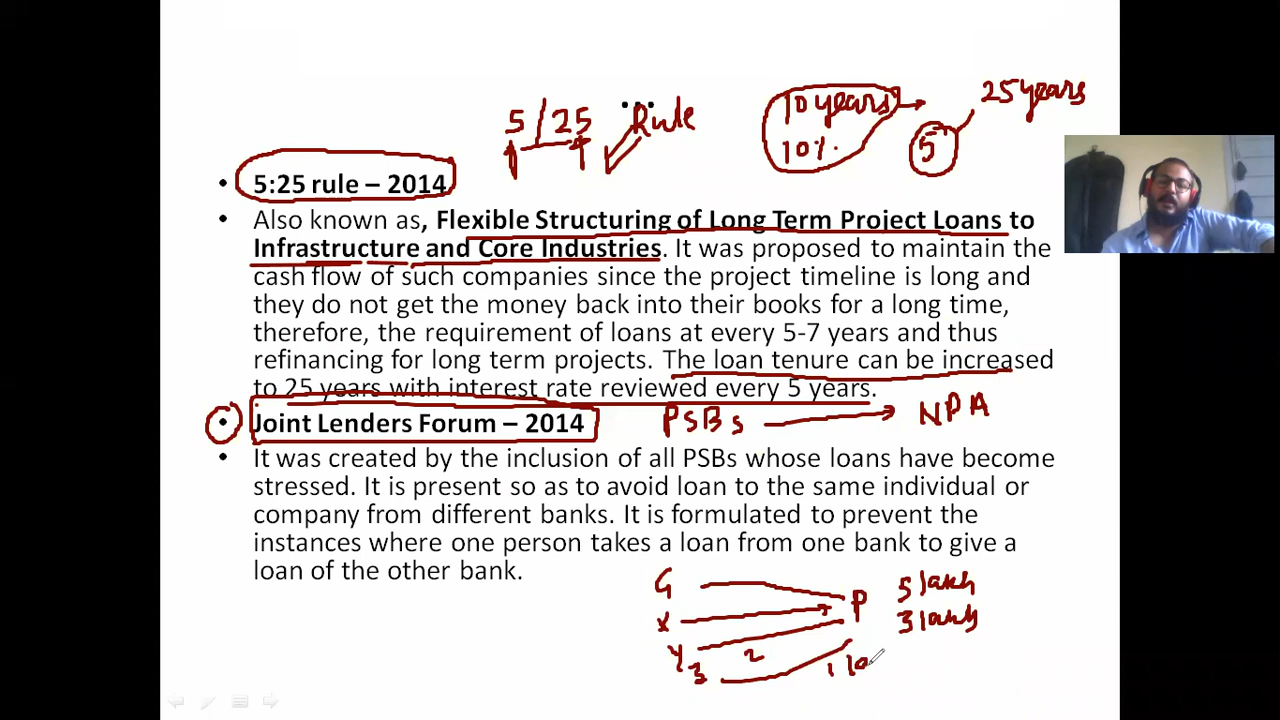 5/25 Rule
10 years
10%.
5
25 years
• 5:25 rule – 2014
• Also known as, Flexible Structuring of Long Term Project Loans to
Infrastructure and Core Industries. It was proposed to maintain the
cash flow of such companies since the project timeline is long and
they do not get the money back into their books for a long time,
therefore, the requirement of loans at every 5-7 years and thus
refinancing for long term projects. The loan tenure can be increased
to 25 years with interest rate reviewed every 5 years.
• Joint Lenders Forum – 2014
PSBs NPA
• It was created by the inclusion of all PSBs whose loans have become
stressed. It is present so as to avoid loan to the same individual or
company from different banks. It is formulated to prevent the
instances where one person takes a loan from one bank to give a
loan of the other bank.
G
5 lakh
X P
3 lakhs
Y 2
3 1 la